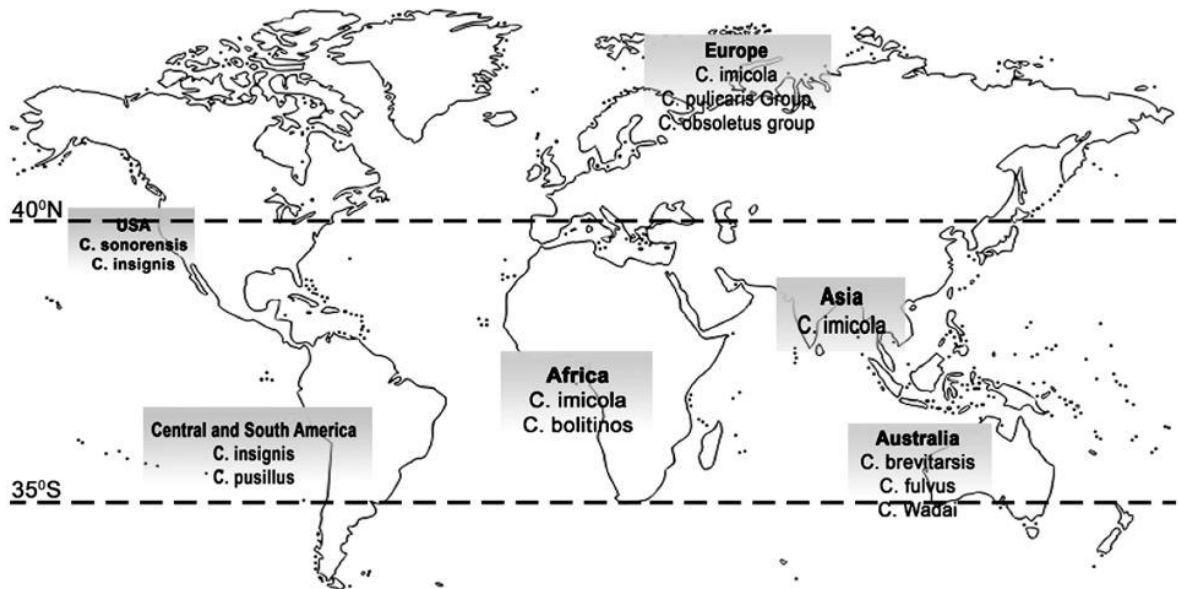 Europe
C. imicola
C. pulicaris Group
C. obsoletus group
40⁰N
USA
C. sonorensis
C. insignis
Asia
C. imicola
Africa
C. imicola
C. bolitinos
Central and South America
C. insignis
C. pusillus
Australia
C. brevitarsis
C. fulvus
C. Wadai
35⁰S